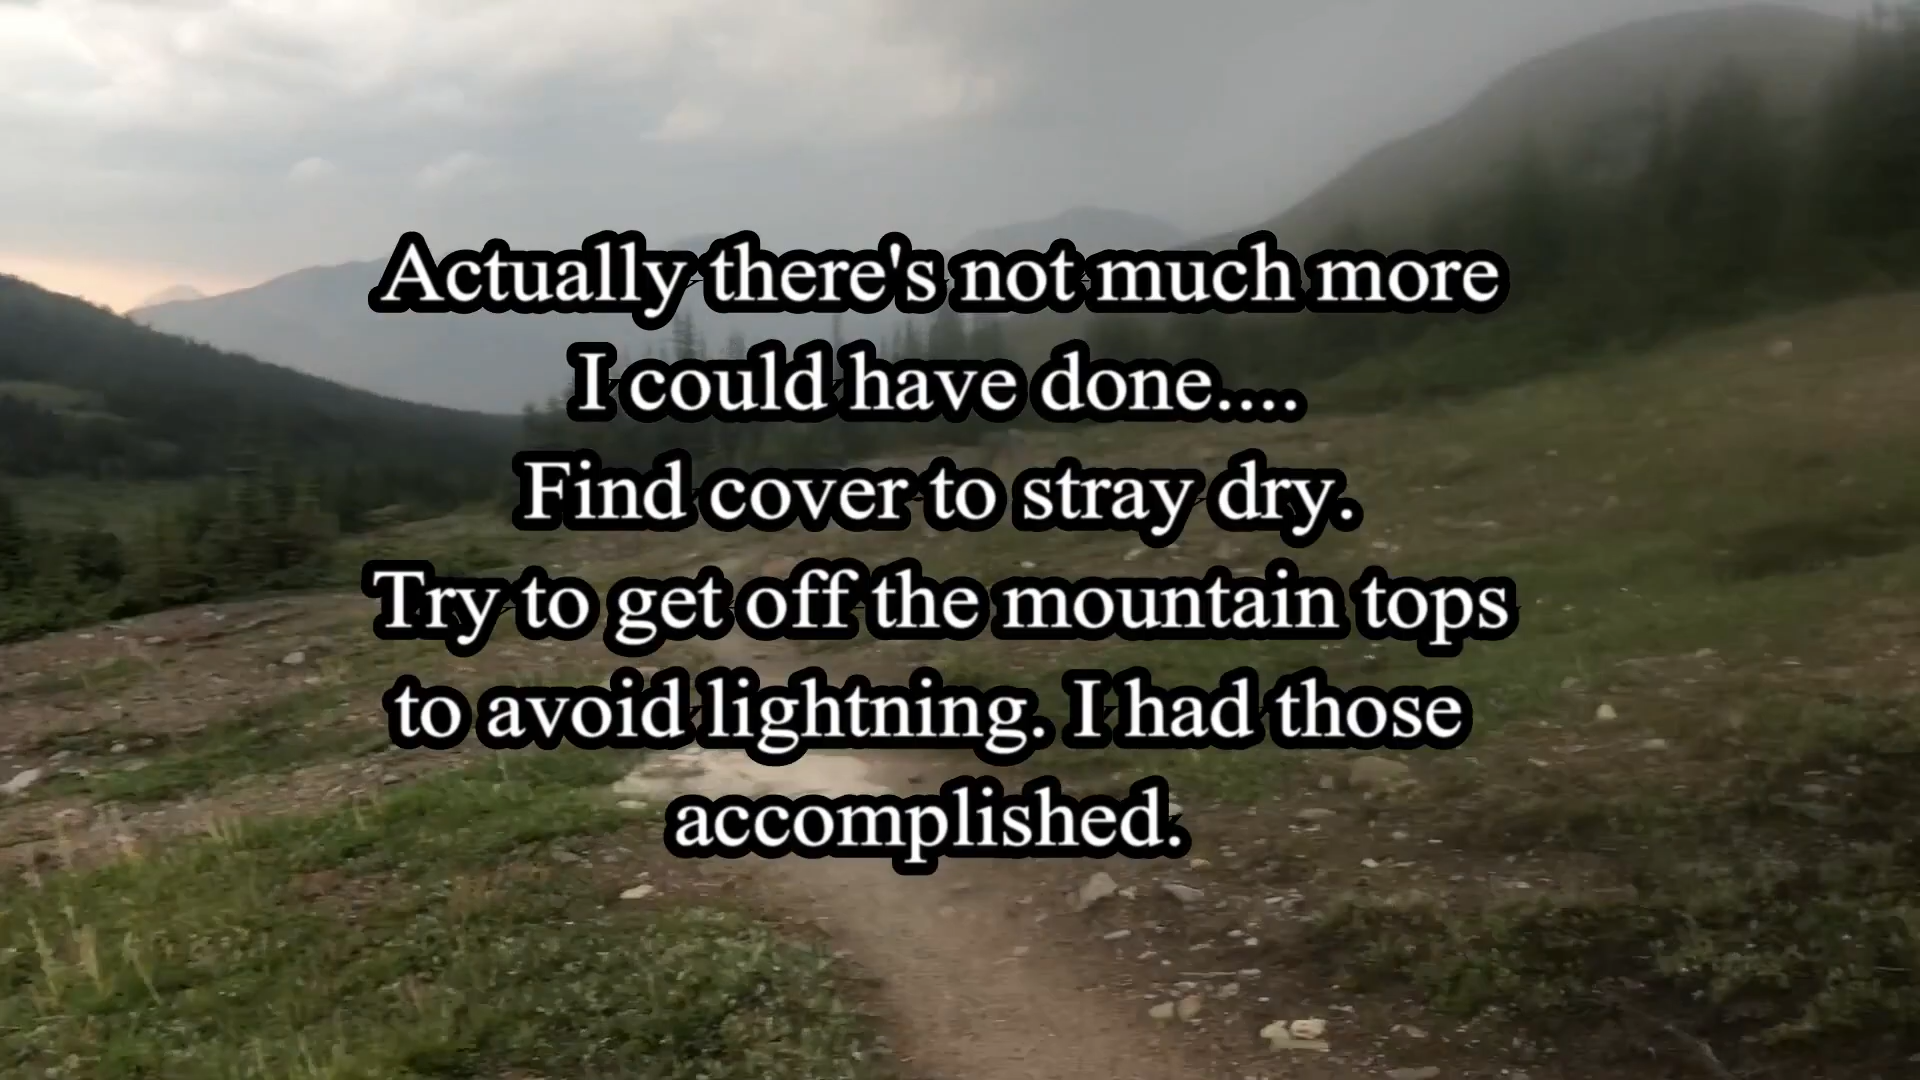 Actually there's not much more
I could have done....
Find cover to stray dry.
Try to get off the mountain tops
to avoid lightning. I had those
accomplished.